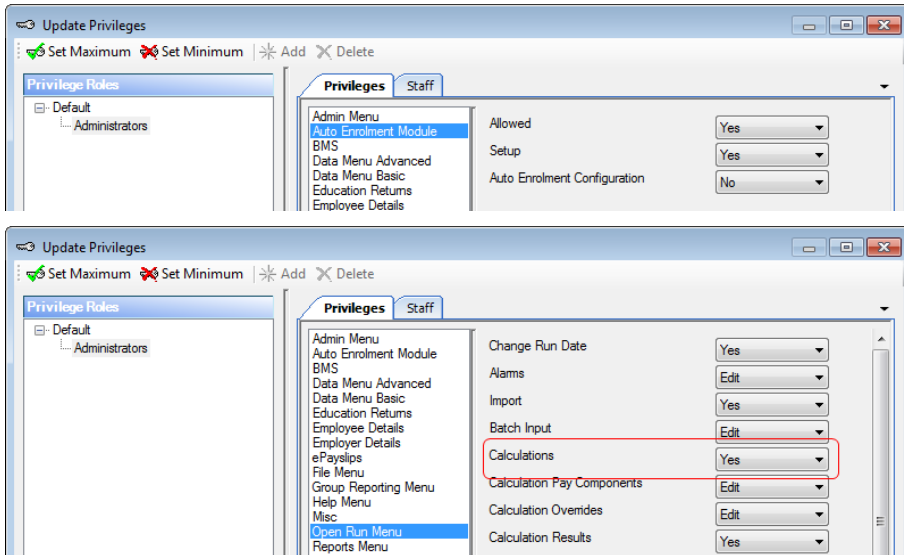 Update Privileges
Set Maximum Set Minimum Add Delete
Privilege Roles
Default
Administrators
Privileges Staff
Admin Menu
Auto Enrolment Module
BMS
Data Menu Advanced
Data Menu Basic
Education Returns
Employee Details
Allowed Yes
Setup Yes
Auto Enrolment Configuration No
Update Privileges
Set Maximum Set Minimum Add Delete
Privilege Roles
Default
Administrators
Privileges Staff
Admin Menu
Auto Enrolment Module
BMS
Data Menu Advanced
Data Menu Basic
Education Returns
Employee Details
Employer Details
ePayslips
File Menu
Group Reporting Menu
Help Menu
Misc
Open Run Menu
Reports Menu
Change Run Date Yes
Alarms Edit
Import Yes
Batch Input Edit
Calculations Yes
Calculation Pay Components Edit
Calculation Overrides Edit
Calculation Results Yes